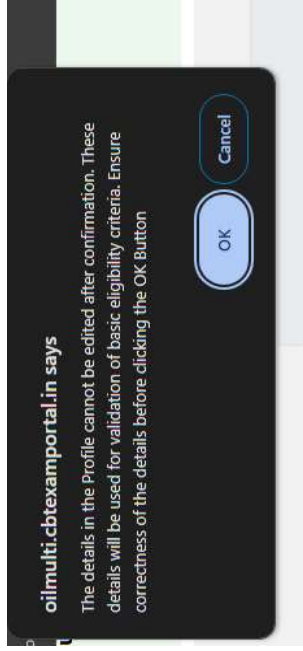 oilmulti.cbtexamportal.in says
The details in the Profile cannot be edited after confirmation. These
details will be used for validation of basic eligibility criteria. Ensure
correctness of the details before clicking the OK Button
OK
Cancel